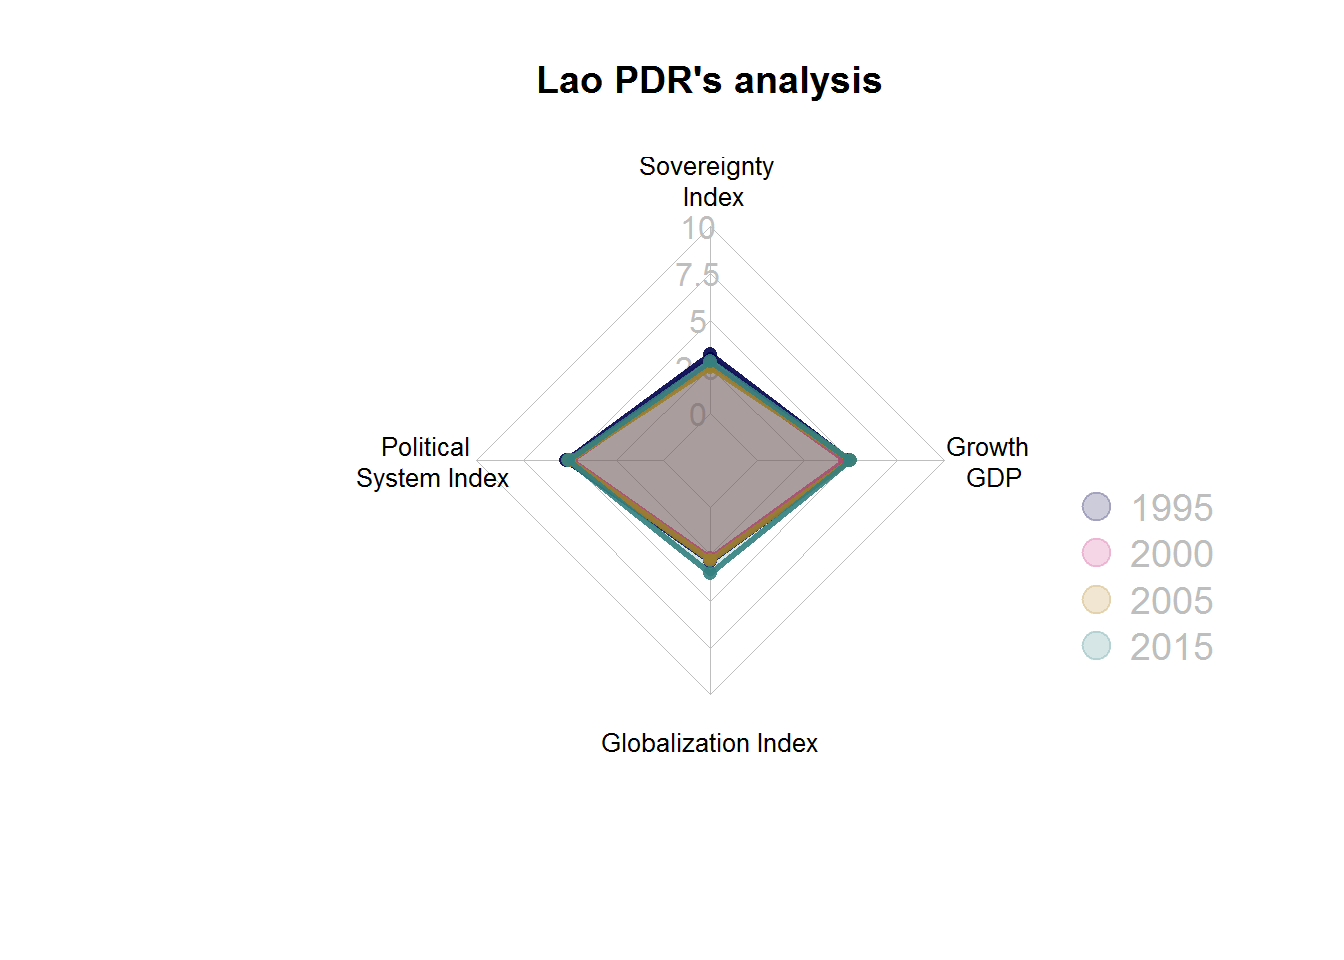 Lao PDR's analysis
Sovereignty
Index
10
7.5
5
0
Political
System Index
Growth
GDP
1995
2000
2005
2015
Globalization Index